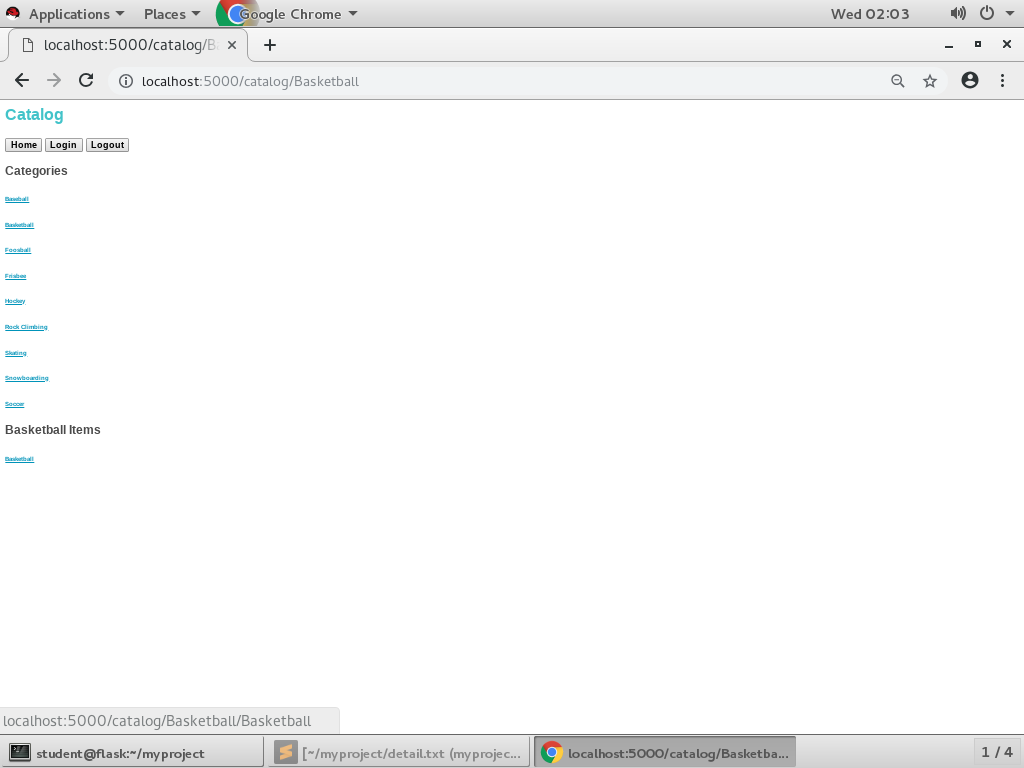 Applications Places Google Chrome Wed 02:03
localhost:5000/catalog/B
localhost:5000/catalog/Basketball
Catalog
Home Login Logout
Categories
Baseball
Basketball
Foosball
Frisbee
Hockey
Rock Climbing
Skating
Snowboarding
Soccer
Basketball Items
Basketball
localhost:5000/catalog/Basketball/Basketball
student@flask:~/myproject [~/myproject/detail.txt (myprojec... localhost:5000/catalog/Basketba... 1 / 4